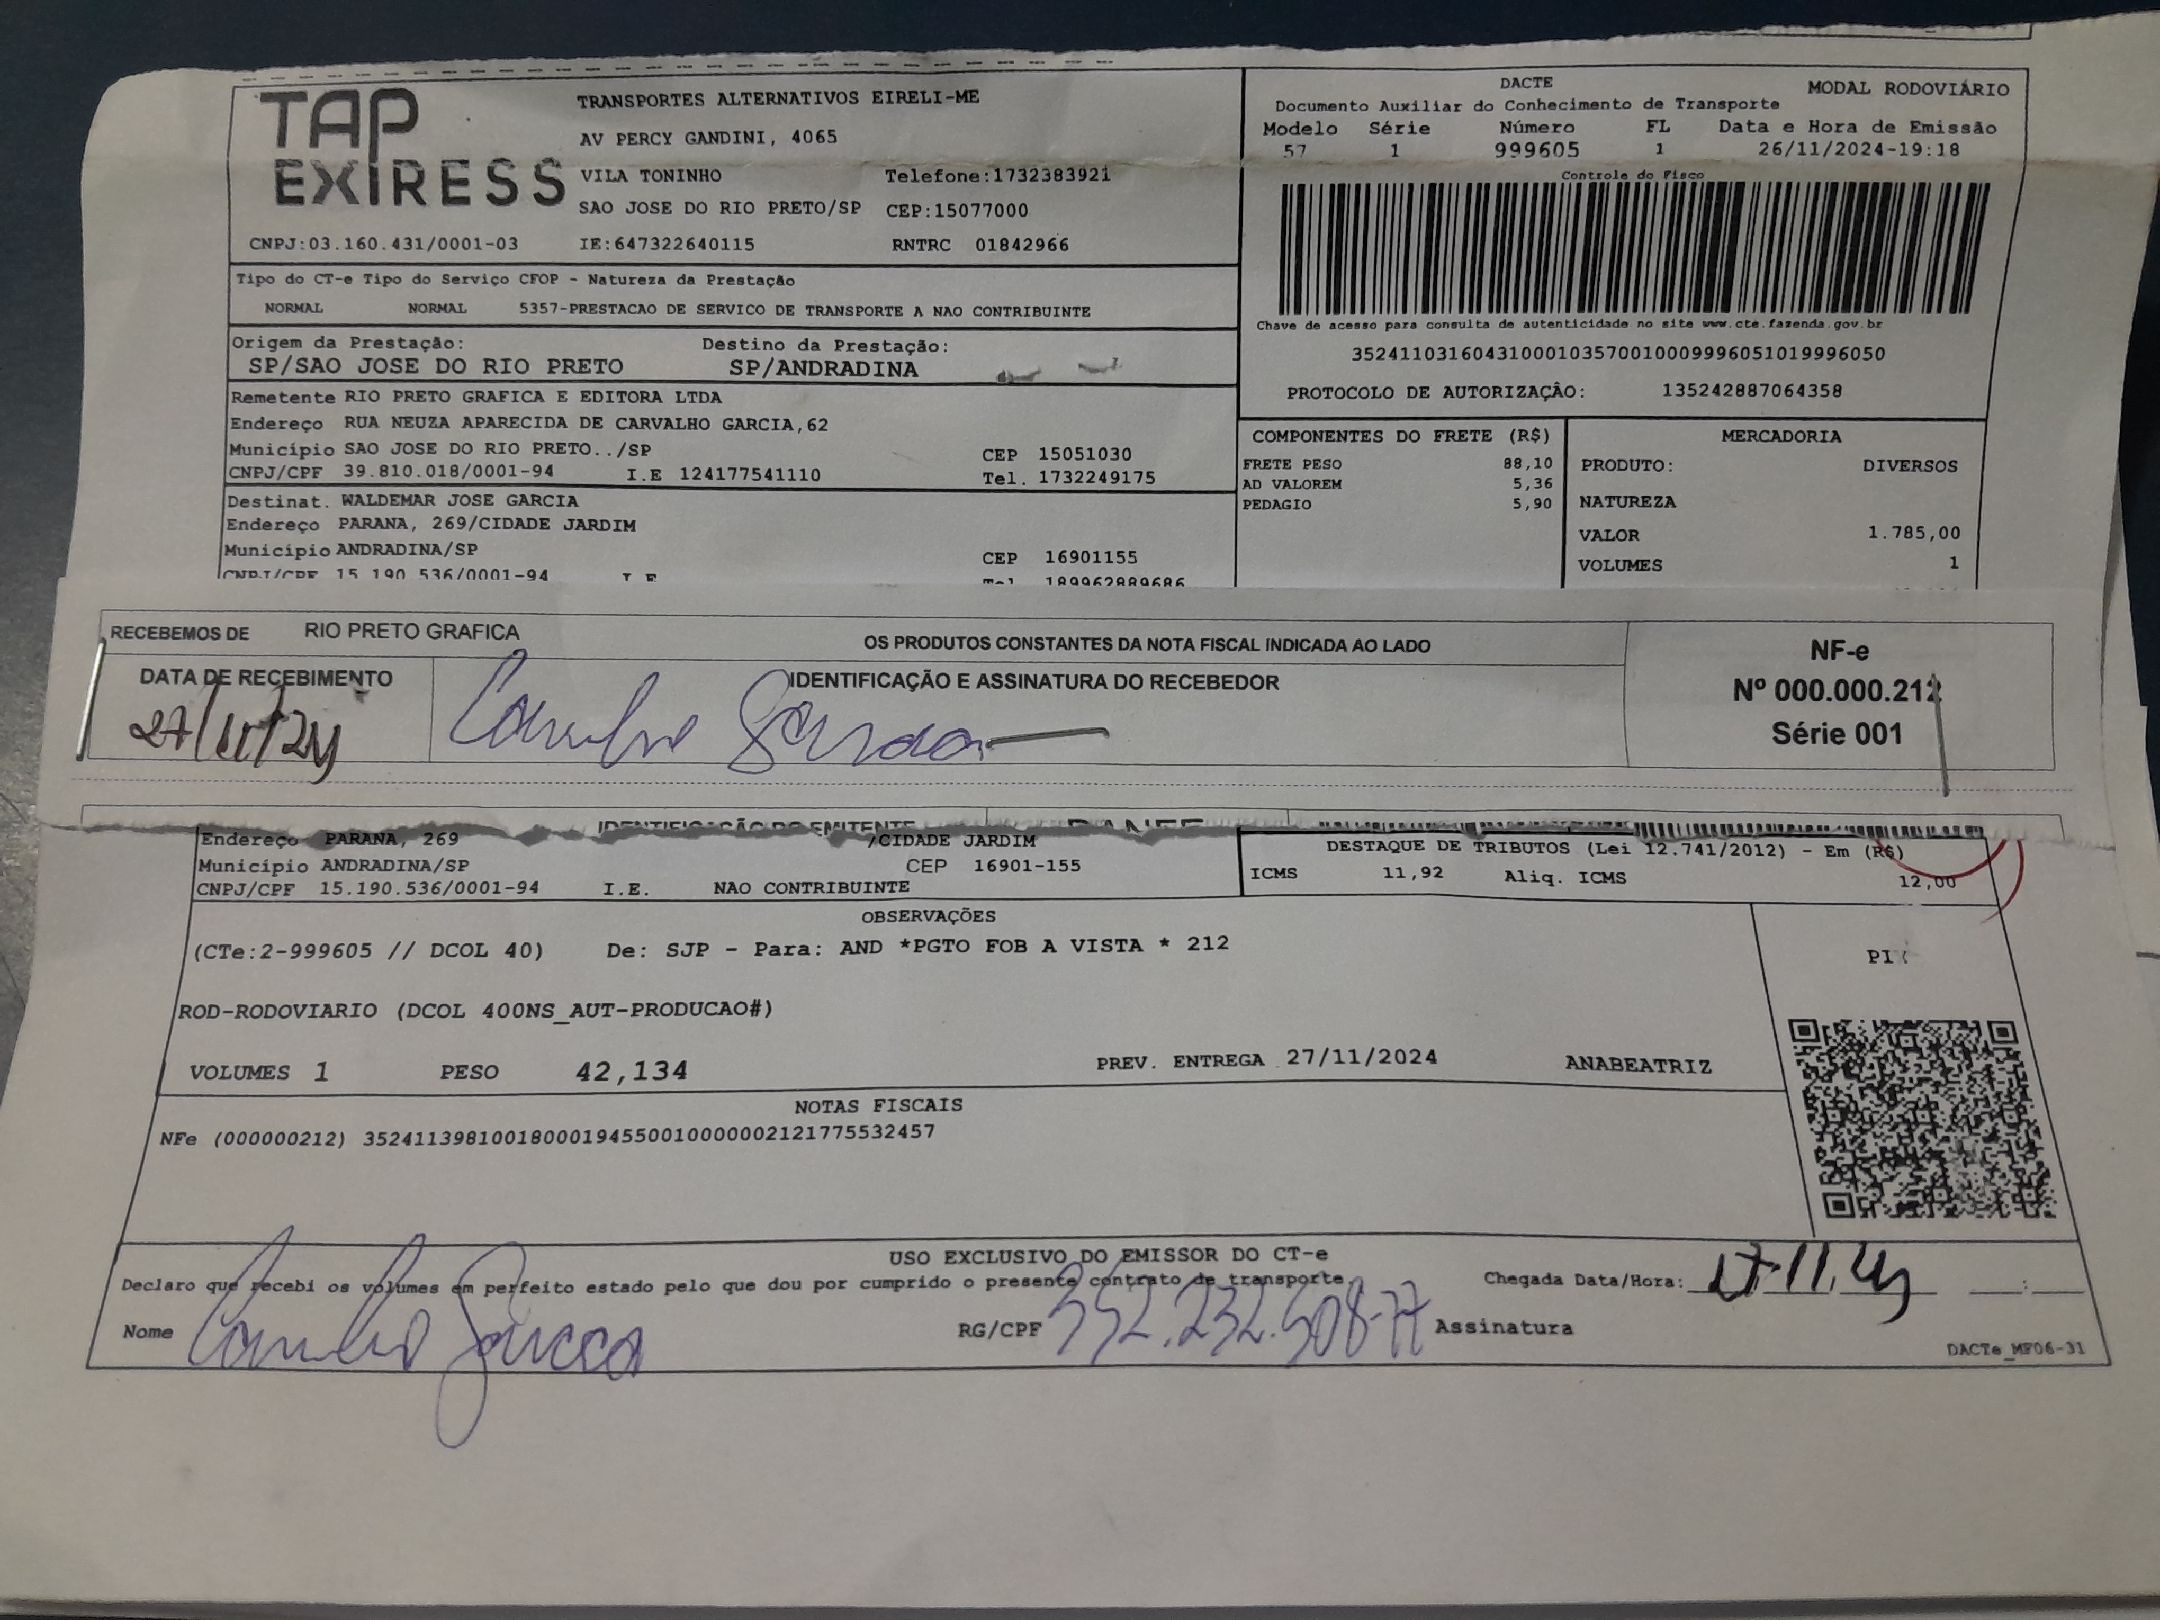 TAP
EXIRESS
TRANSPORTES ALTERNATIVOS EIRELI-ME
AV PERCY GANDINI, 4065
VILA TONINHO Telefone:1732383921
SAO JOSE DO RIO PRETO/SP CEP:15077000
CNPJ:03.160.431/0001-03 IE:647322640115 RNTRC 01842966
DACTE MODAL RODOVIÁRIO
Documento Auxiliar do Conhecimento de Transporte
Modelo Série Número FL Data e Hora de Emissão
57 1 999605 1 26/11/2024-19:18
Controle do Fisco
Chave de acesso para consulta de autenticidade no site www.cte.fazenda.gov.br
35241103160431000103570010009996051019996050
PROTOCOLO DE AUTORIZAÇÂO: 135242887064358
Tipo do CT-e Tipo do Serviço CFOP - Natureza da Prestação
NORMAL NORMAL 5357-PRESTACAO DE SERVICO DE TRANSPORTE A NAO CONTRIBUINTE
Origem da Prestação: Destino da Prestação:
SP/SAO JOSE DO RIO PRETO SP/ANDRADINA
Remetente RIO PRETO GRAFICA E EDITORA LTDA
Endereço RUA NEUZA APARECIDA DE CARVALHO GARCIA,62
Município SAO JOSE DO RIO PRETO../SP CEP 15051030
CNPJ/CPF 39.810.018/0001-94 I.E 124177541110 Tel. 1732249175
Destinat. WALDEMAR JOSE GARCIA
Endereço PARANA, 269/CIDADE JARDIM
Município ANDRADINA/SP CEP 16901155
CNPJ/CPF 15.190.536/0001-94 I.E Tel 189962889686
COMPONENTES DO FRETE (R$)
FRETE PESO 88,10
AD VALOREM 5,36
PEDAGIO 5,90
MERCADORIA
PRODUTO: DIVERSOS
NATUREZA
VALOR 1.785,00
VOLUMES 1
RECEBEMOS DE RIO PRETO GRAFICA OS PRODUTOS CONSTANTES DA NOTA FISCAL INDICADA AO LADO
DATA DE RECEBIMENTO IDENTIFICAÇÃO E ASSINATURA DO RECEBEDOR
27/11/24
NF-e
Nº 000.000.212
Série 001
IDENTIFICAÇÃO DO EMITENTE DANFE
Endereço PARANA, 269 /CIDADE JARDIM
Município ANDRADINA/SP CEP 16901-155
CNPJ/CPF 15.190.536/0001-94 I.E. NAO CONTRIBUINTE
DESTAQUE DE TRIBUTOS (Lei 12.741/2012) - Em (R$)
ICMS 11,92 Aliq. ICMS 12,00
OBSERVAÇÕES
(CTe:2-999605 // DCOL 40) De: SJP - Para: AND *PGTO FOB A VISTA * 212
ROD-RODOVIARIO (DCOL 400NS_AUT-PRODUCAO#)
VOLUMES 1 PESO 42,134 PREV. ENTREGA 27/11/2024 ANABEATRIZ
PIX
NOTAS FISCAIS
NFe (000000212) 35241139810018000194550010000002121775532457
USO EXCLUSIVO DO EMISSOR DO CT-e
Declaro que recebi os volumes em perfeito estado pelo que dou por cumprido o presente contrato de transporte.
Chegada Data/Hora: 27.11.24 :
Nome RG/CPF 352.232.508-77 Assinatura
DACTe_MF06-31